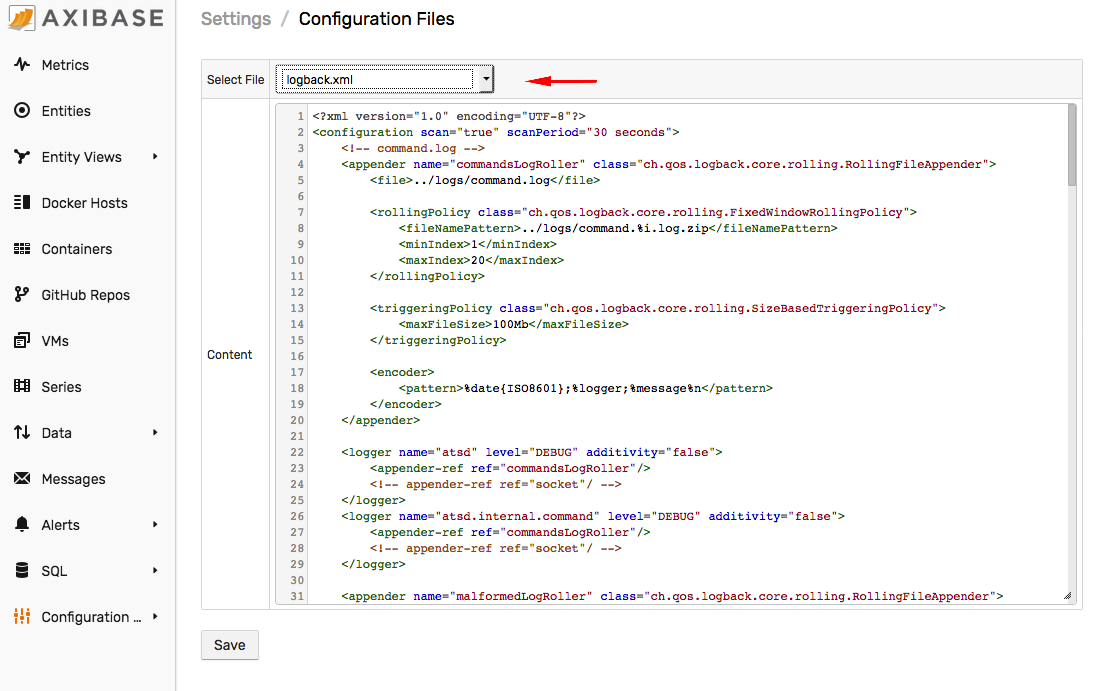 AXIBASE
Metrics
Entities
Entity Views
Docker Hosts
Containers
GitHub Repos
VMs
Series
Data
Messages
Alerts
SQL
Configuration ...
Settings / Configuration Files
Select File logback.xml
Content
1 <?xml version="1.0" encoding="UTF-8"?>
2 <configuration scan="true" scanPeriod="30 seconds">
3     <!-- command.log -->
4     <appender name="commandsLogRoller" class="ch.qos.logback.core.rolling.RollingFileAppender">
5         <file>../logs/command.log</file>
6
7         <rollingPolicy class="ch.qos.logback.core.rolling.FixedWindowRollingPolicy">
8             <fileNamePattern>../logs/command.%i.log.zip</fileNamePattern>
9             <minIndex>1</minIndex>
10             <maxIndex>20</maxIndex>
11         </rollingPolicy>
12
13         <triggeringPolicy class="ch.qos.logback.core.rolling.SizeBasedTriggeringPolicy">
14             <maxFileSize>100Mb</maxFileSize>
15         </triggeringPolicy>
16
17         <encoder>
18             <pattern>%date{ISO8601};%logger;%message%n</pattern>
19         </encoder>
20     </appender>
21
22     <logger name="atsd" level="DEBUG" additivity="false">
23         <appender-ref ref="commandsLogRoller"/>
24         <!-- appender-ref ref="socket"/ -->
25     </logger>
26     <logger name="atsd.internal.command" level="DEBUG" additivity="false">
27         <appender-ref ref="commandsLogRoller"/>
28         <!-- appender-ref ref="socket"/ -->
29     </logger>
30
31     <appender name="malformedLogRoller" class="ch.qos.logback.core.rolling.RollingFileAppender">
Save